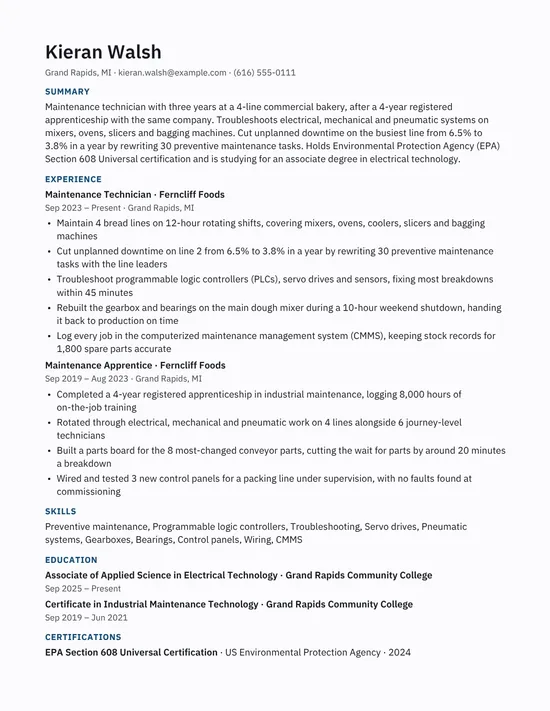 Kieran Walsh
Grand Rapids, MI · kieran.walsh@example.com · (616) 555-0111
SUMMARY
Maintenance technician with three years at a 4-line commercial bakery, after a 4-year registered
apprenticeship with the same company. Troubleshoots electrical, mechanical and pneumatic systems on
mixers, ovens, slicers and bagging machines. Cut unplanned downtime on the busiest line from 6.5% to
3.8% in a year by rewriting 30 preventive maintenance tasks. Holds Environmental Protection Agency (EPA)
Section 608 Universal certification and is studying for an associate degree in electrical technology.
EXPERIENCE
Maintenance Technician · Ferncliff Foods
Sep 2023 – Present · Grand Rapids, MI
• Maintain 4 bread lines on 12-hour rotating shifts, covering mixers, ovens, coolers, slicers and bagging
machines
• Cut unplanned downtime on line 2 from 6.5% to 3.8% in a year by rewriting 30 preventive maintenance
tasks with the line leaders
• Troubleshoot programmable logic controllers (PLCs), servo drives and sensors, fixing most breakdowns
within 45 minutes
• Rebuilt the gearbox and bearings on the main dough mixer during a 10-hour weekend shutdown, handing
it back to production on time
• Log every job in the computerized maintenance management system (CMMS), keeping stock records for
1,800 spare parts accurate
Maintenance Apprentice · Ferncliff Foods
Sep 2019 – Aug 2023 · Grand Rapids, MI
• Completed a 4-year registered apprenticeship in industrial maintenance, logging 8,000 hours of
on-the-job training
• Rotated through electrical, mechanical and pneumatic work on 4 lines alongside 6 journey-level
technicians
• Built a parts board for the 8 most-changed conveyor parts, cutting the wait for parts by around 20 minutes
a breakdown
• Wired and tested 3 new control panels for a packing line under supervision, with no faults found at
commissioning
SKILLS
Preventive maintenance, Programmable logic controllers, Troubleshooting, Servo drives, Pneumatic
systems, Gearboxes, Bearings, Control panels, Wiring, CMMS
EDUCATION
Associate of Applied Science in Electrical Technology · Grand Rapids Community College
Sep 2025 – Present
Certificate in Industrial Maintenance Technology · Grand Rapids Community College
Sep 2019 – Jun 2021
CERTIFICATIONS
EPA Section 608 Universal Certification · US Environmental Protection Agency · 2024